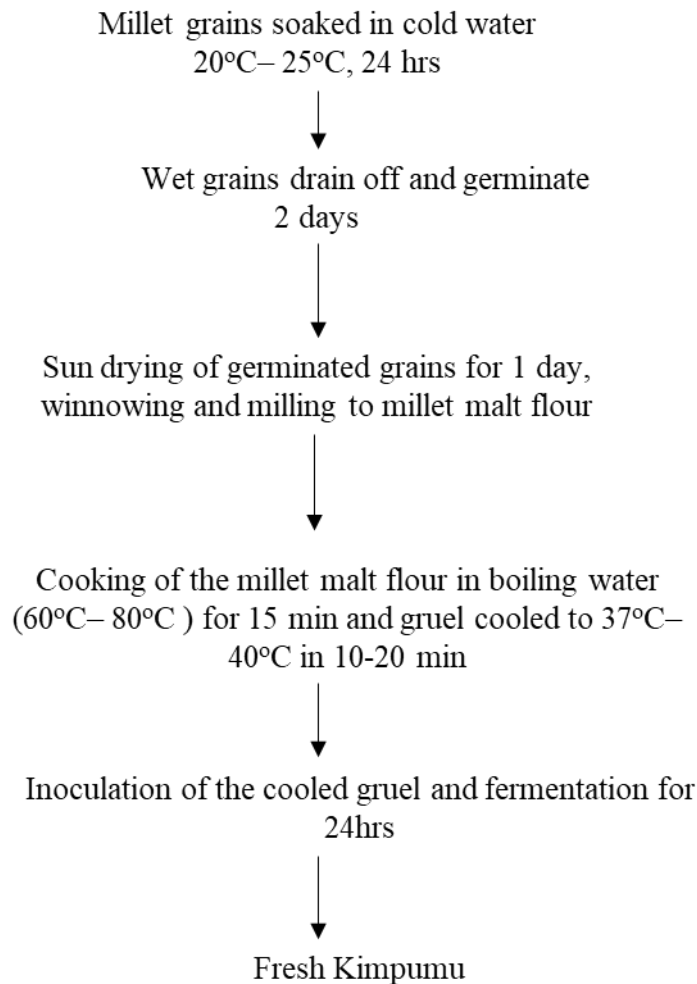 Millet grains soaked in cold water
20°C– 25°C, 24 hrs
Wet grains drain off and germinate
2 days
Sun drying of germinated grains for 1 day,
winnowing and milling to millet malt flour
Cooking of the millet malt flour in boiling water
(60°C– 80°C ) for 15 min and gruel cooled to 37°C–
40°C in 10-20 min
Inoculation of the cooled gruel and fermentation for
24hrs
Fresh Kimpumu